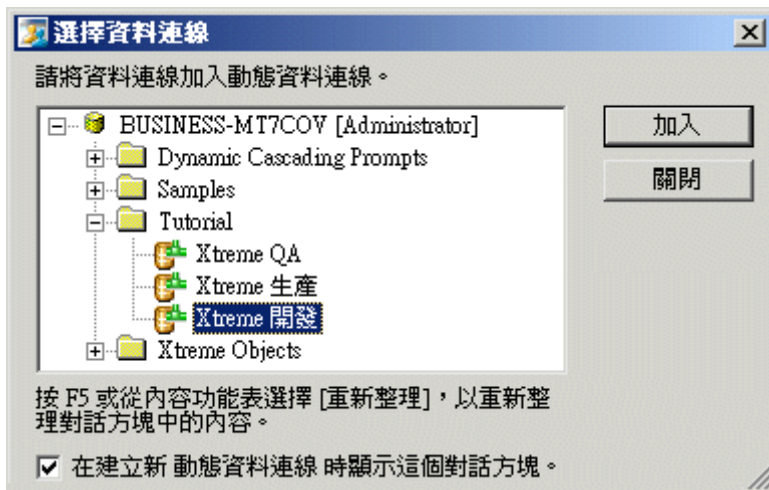 選擇資料連線
請將資料連線加入動態資料連線。
BUSINESS-MT7COV [Administrator]
加入
Dynamic Cascading Prompts
關閉
Samples
Tutorial
Xtreme QA
Xtreme 生產
Xtreme 開發
Xtreme Objects
按 F5 或從內容功能表選擇 [重新整理],以重新整
理對話方塊中的內容。
在建立新 動態資料連線 時顯示這個對話方塊。